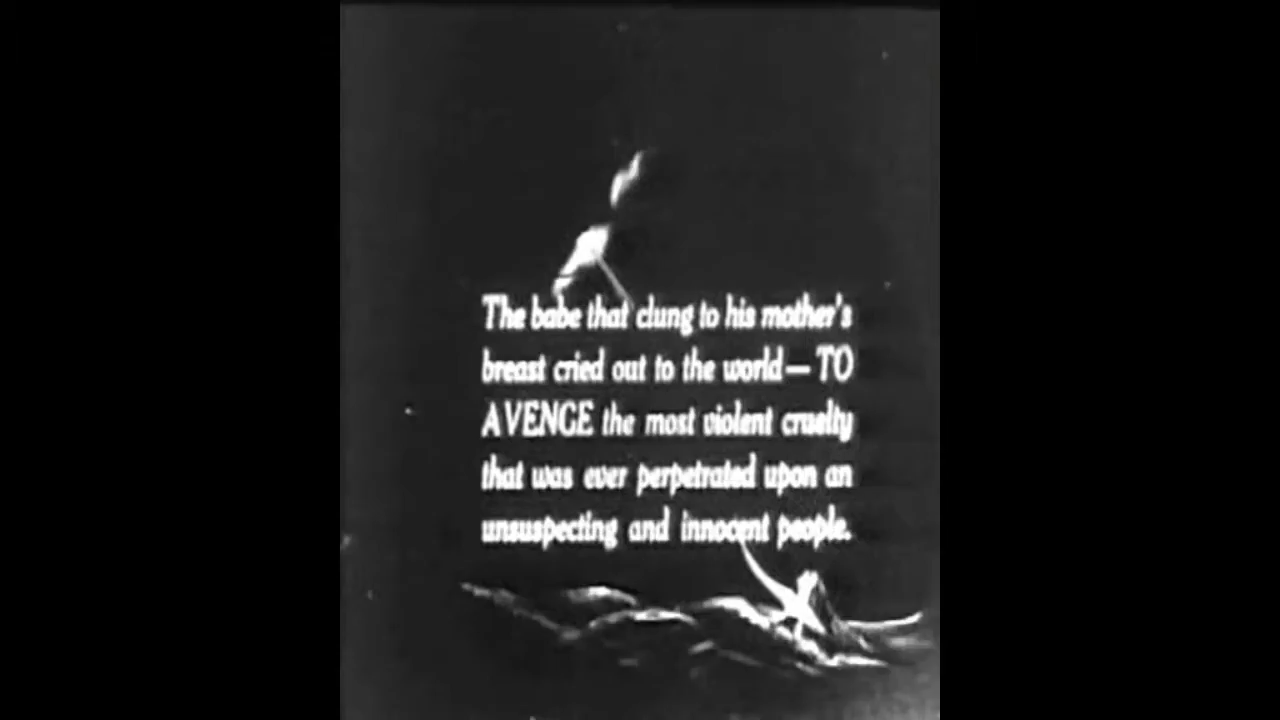 The babe that clung to his mother's
breast cried out to the world—TO
AVENGE the most violent cruelty
that was ever perpetrated upon an
unsuspecting and innocent people.